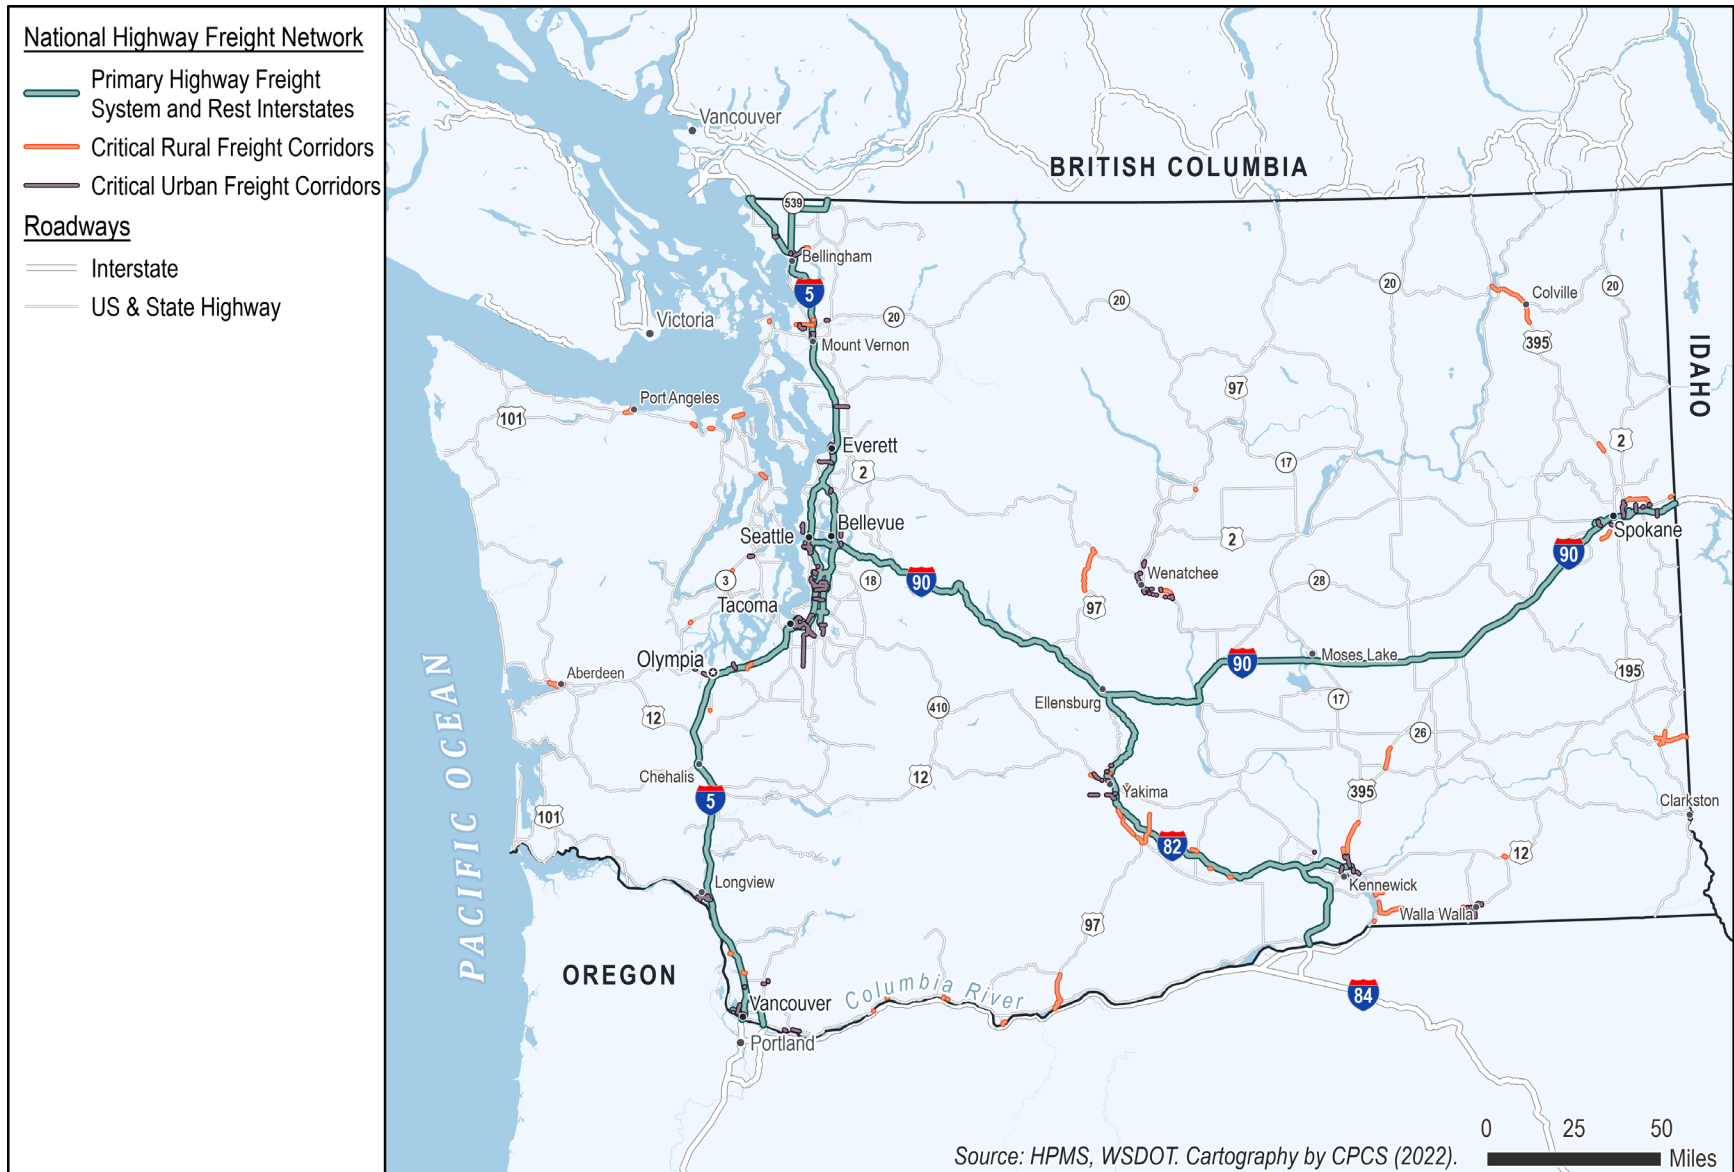 National Highway Freight Network
Primary Highway Freight
System and Rest Interstates
Critical Rural Freight Corridors
Critical Urban Freight Corridors
Roadways
Interstate
US & State Highway
Vancouver
BRITISH COLUMBIA
539
Bellingham
5
20
20
20
20
Colville
Victoria
Mount Vernon
395
IDAHO
97
Port Angeles
101
Everett
2
2
17
Bellevue
Seattle
2
Spokane
90
3
18
90
Wenatchee
28
97
Tacoma
Olympia
Moses Lake
90
195
Aberdeen
Ellensburg
17
12
410
26
PACIFIC OCEAN
Chehalis
12
Yakima
395
5
Clarkston
101
82
12
Longview
Kennewick
Walla Walla
97
OREGON
Columbia River
84
Vancouver
Portland
0 25 50
Miles
Source: HPMS, WSDOT. Cartography by CPCS (2022).